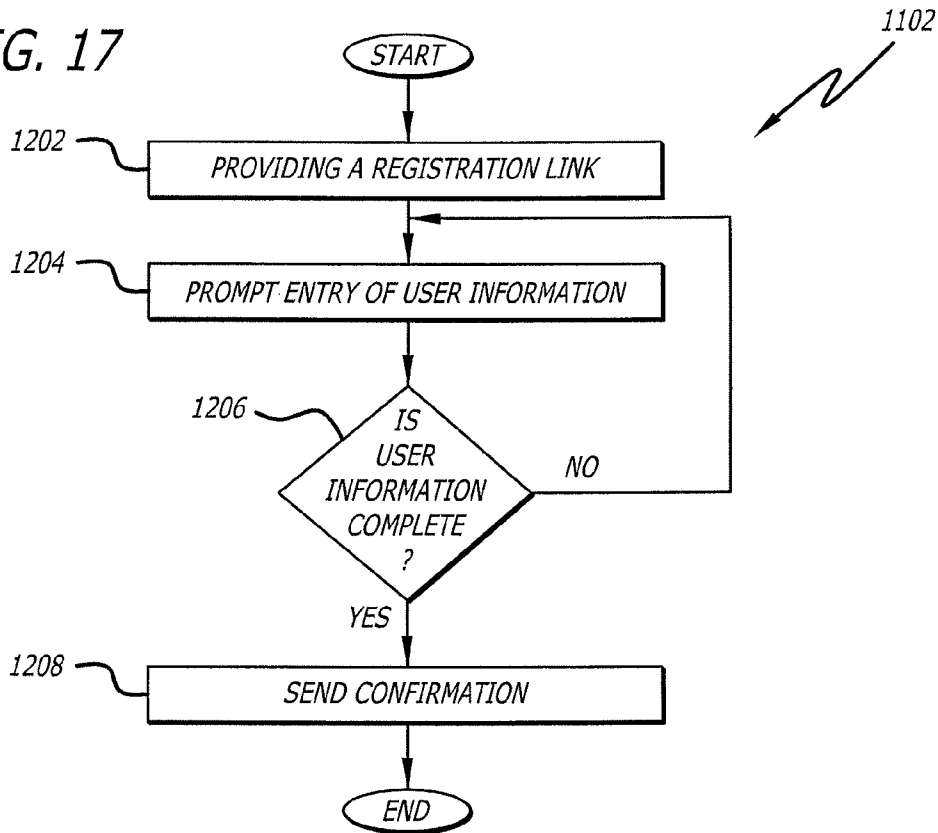 G. 17
1102
START
1202
PROVIDING A REGISTRATION LINK
1204
PROMPT ENTRY OF USER INFORMATION
1206
IS
USER
INFORMATION
COMPLETE
?
NO
YES
1208
SEND CONFIRMATION
END